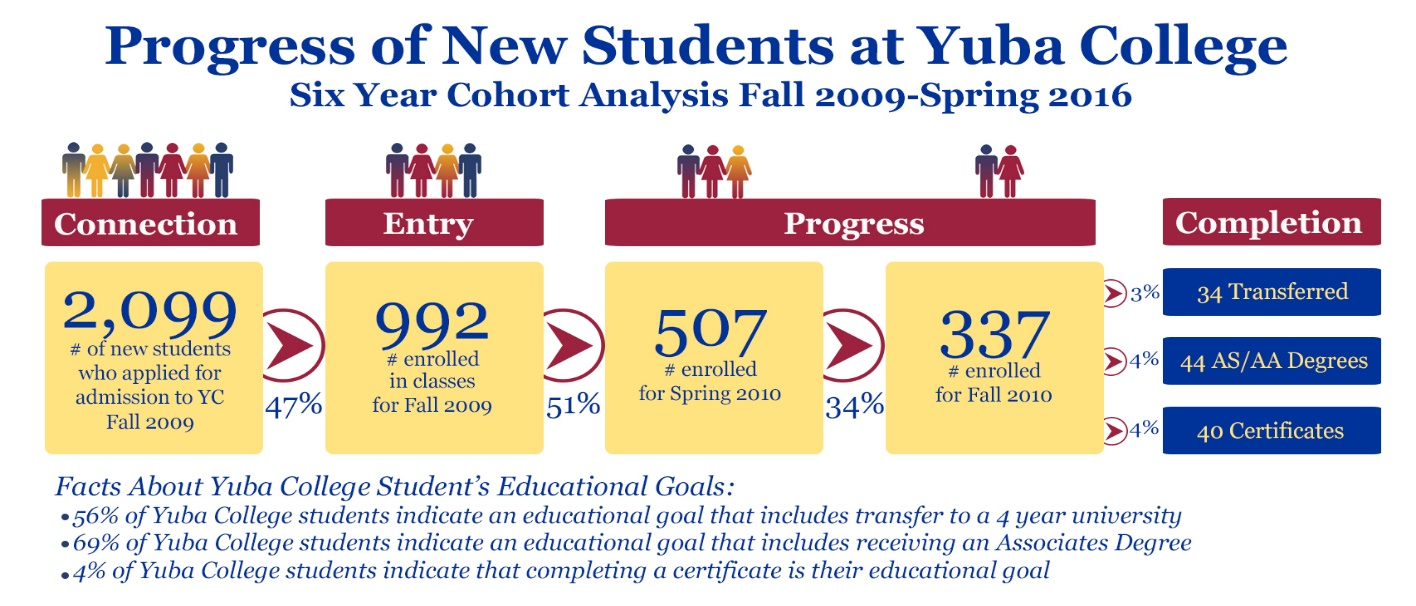 Progress of New Students at Yuba College
Six Year Cohort Analysis Fall 2009-Spring 2016
Connection
Entry
Progress
Completion
2,099
# of new students
who applied for
admission to YC
Fall 2009
47%
992
# enrolled
in classes
for Fall 2009
51%
507
# enrolled
for Spring 2010
34%
337
# enrolled
for Fall 2010
3%
34 Transferred
4%
44 AS/AA Degrees
4%
40 Certificates
Facts About Yuba College Student's Educational Goals:
•56% of Yuba College students indicate an educational goal that includes transfer to a 4 year university
•69% of Yuba College students indicate an educational goal that includes receiving an Associates Degree
•4% of Yuba College students indicate that completing a certificate is their educational goal